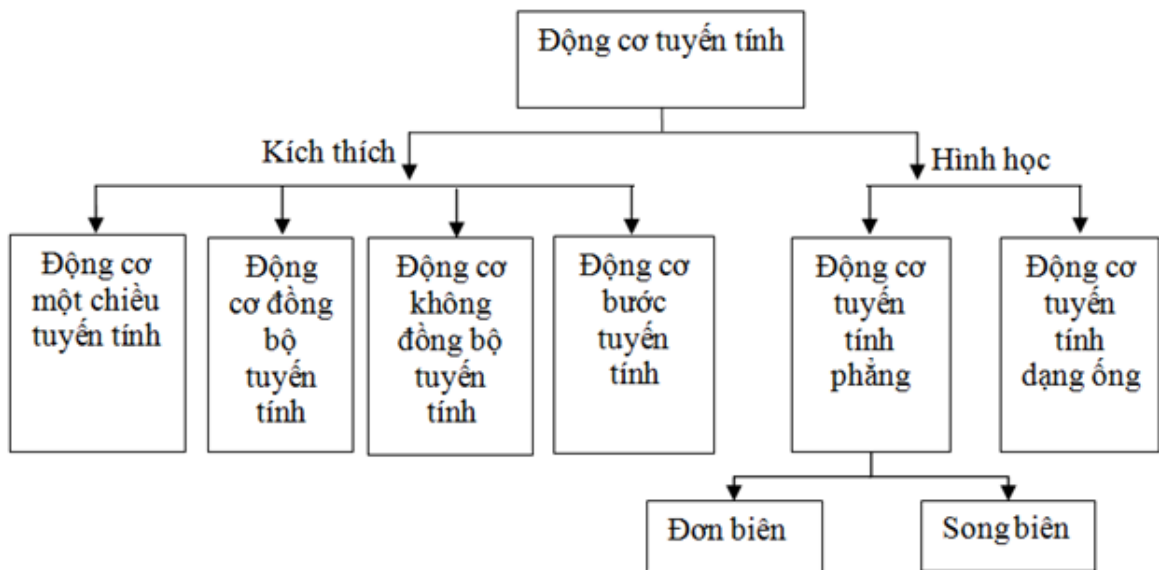 Động cơ tuyến tính
Kích thích
Hình học
Động cơ
một chiều
tuyến tính
Động
cơ đồng
bộ
tuyến
tính
Động cơ
không
đồng bộ
tuyến
tính
Động cơ
bước
tuyến
tính
Động cơ
tuyến
tính
phẳng
Động cơ
tuyến
tính
dạng ống
Đơn biên
Song biên